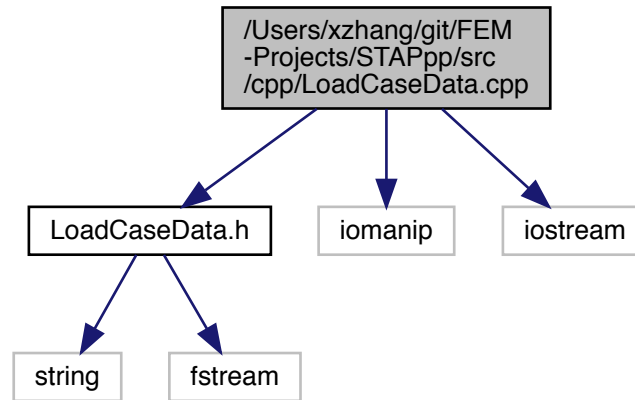 /Users/xzhang/git/FEM
-Projects/STAPpp/src
/cpp/LoadCaseData.cpp
LoadCaseData.h
iomanip
iostream
string
fstream